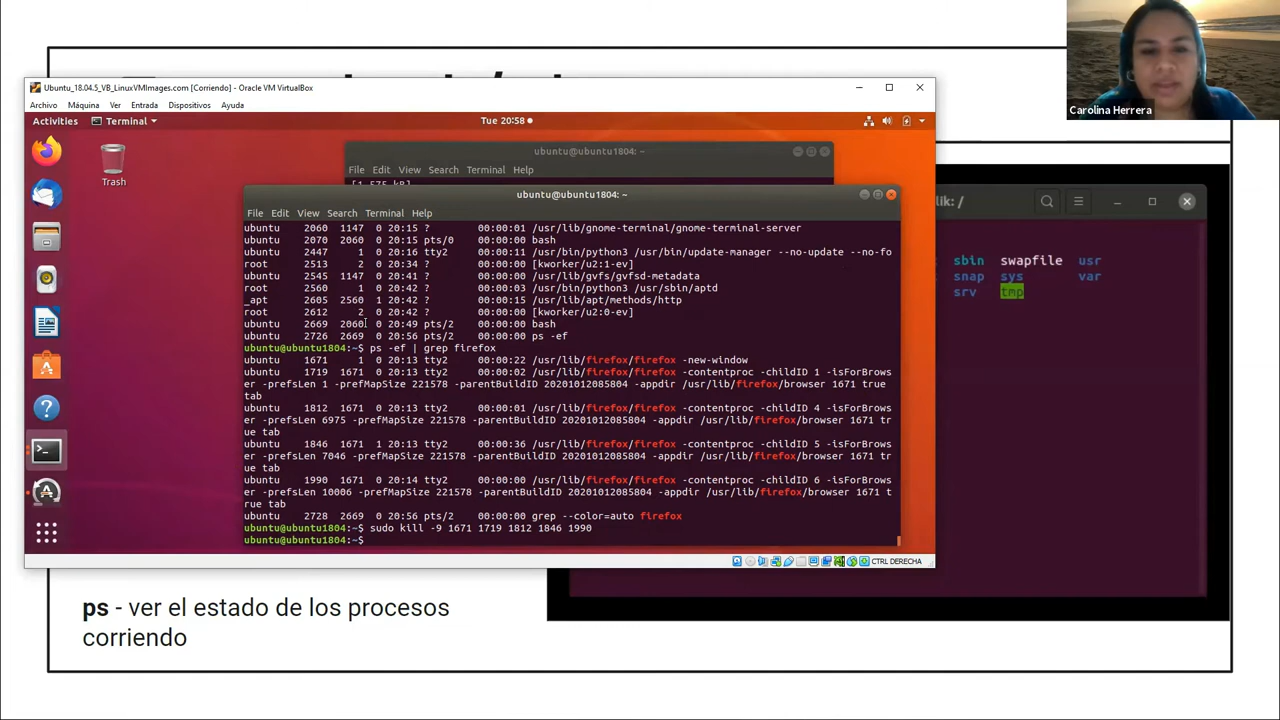 Carolina Herrera
Ubuntu_18.04.5_VB_LinuxVMImages.com [Corriendo] - Oracle VM VirtualBox
Archivo Máquina Ver Entrada Dispositivos Ayuda
Activities Terminal Tue 20:58
ubuntu@ubuntu1804: ~
File Edit View Search Terminal Help
Trash
ubuntu@ubuntu1804: ~
File Edit View Search Terminal Help
ubuntu 2060 1147 0 20:15 ? 00:00:01 /usr/lib/gnome-terminal/gnome-terminal-server
ubuntu 2070 2060 0 20:15 pts/0 00:00:00 bash
ubuntu 2447 1 0 20:16 tty2 00:00:11 /usr/bin/python3 /usr/bin/update-manager --no-update --no-fo
root 2513 2 0 20:34 ? 00:00:00 [kworker/u2:1-ev]
ubuntu 2545 1147 0 20:41 ? 00:00:00 /usr/lib/gvfs/gvfsd-metadata
root 2560 1 0 20:42 ? 00:00:03 /usr/bin/python3 /usr/sbin/aptd
_apt 2605 2560 1 20:42 ? 00:00:15 /usr/lib/apt/methods/http
root 2612 2 0 20:42 ? 00:00:00 [kworker/u2:0-ev]
ubuntu 2669 2060 0 20:49 pts/2 00:00:00 bash
ubuntu 2726 2669 0 20:56 pts/2 00:00:00 ps -ef
ubuntu@ubuntu1804:~$ ps -ef | grep firefox
ubuntu 1671 1 0 20:13 tty2 00:00:22 /usr/lib/firefox/firefox -new-window
ubuntu 1719 1671 0 20:13 tty2 00:00:02 /usr/lib/firefox/firefox -contentproc -childID 1 -isForBrows
er -prefsLen 1 -prefMapSize 221578 -parentBuildID 20201012085804 -appdir /usr/lib/firefox/browser 1671 true
tab
ubuntu 1812 1671 0 20:13 tty2 00:00:01 /usr/lib/firefox/firefox -contentproc -childID 4 -isForBrows
er -prefsLen 6975 -prefMapSize 221578 -parentBuildID 20201012085804 -appdir /usr/lib/firefox/browser 1671 tr
ue tab
ubuntu 1846 1671 1 20:13 tty2 00:00:36 /usr/lib/firefox/firefox -contentproc -childID 5 -isForBrows
er -prefsLen 7046 -prefMapSize 221578 -parentBuildID 20201012085804 -appdir /usr/lib/firefox/browser 1671 tr
ue tab
ubuntu 1990 1671 0 20:14 tty2 00:00:00 /usr/lib/firefox/firefox -contentproc -childID 6 -isForBrows
er -prefsLen 10006 -prefMapSize 221578 -parentBuildID 20201012085804 -appdir /usr/lib/firefox/browser 1671 t
rue tab
ubuntu 2728 2669 0 20:56 pts/2 00:00:00 grep --color=auto firefox
ubuntu@ubuntu1804:~$ sudo kill -9 1671 1719 1812 1846 1990
ubuntu@ubuntu1804:~$
CTRL DERECHA
lik: /
sbin swapfile usr
snap sys var
srv tmp
ps - ver el estado de los procesos
corriendo